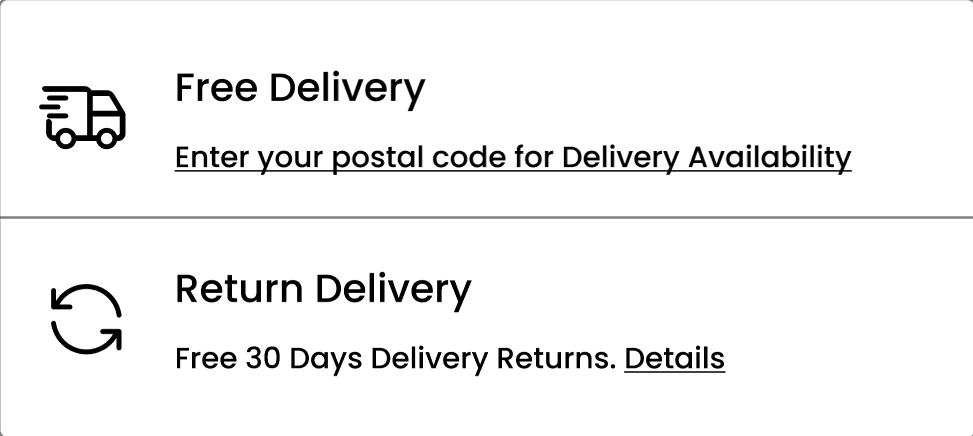 Free Delivery
Enter your postal code for Delivery Availability
Return Delivery
Free 30 Days Delivery Returns. Details